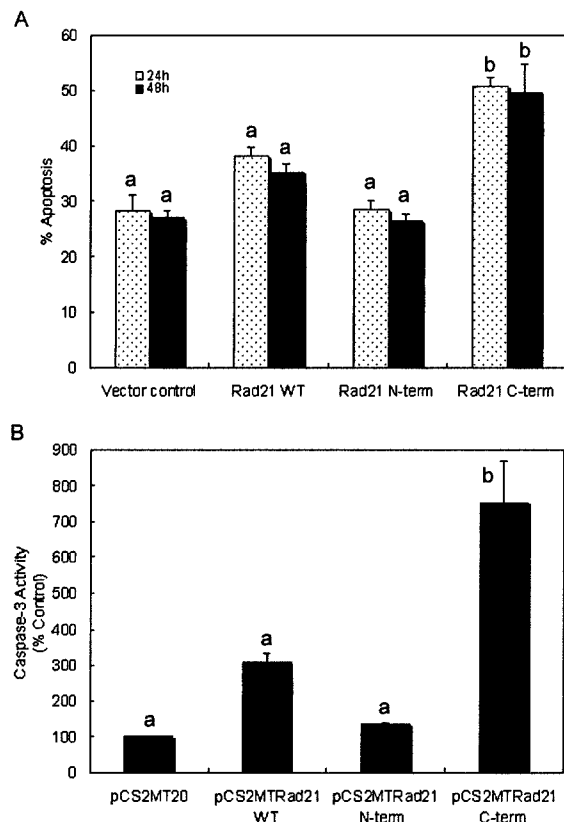 A
60
50
40
30
20
10
0
% Apoptosis
24h
48h
a
a
a
a
a
a
b
b
Vector control
Rad21 WT
Rad21 N-term
Rad21 C-term
B
900
800
700
600
500
400
300
200
100
0
Caspase-3 Activity
(% Control)
a
a
a
b
pCS2MT20
pCS2MTRad21
WT
pCS2MTRad21
N-term
pCS2MTRad21
C-term